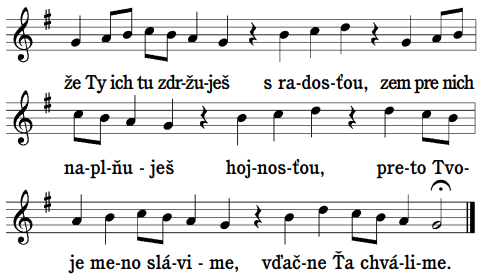 že Ty ich tu zdr-žu-ješ s ra-dos-ťou, zem pre nich
na-pl-ňu - ješ hoj-nos-ťou, pre-to Tvo-
je me-no slá-vi - me, vďač-ne Ťa chvá-li-me.